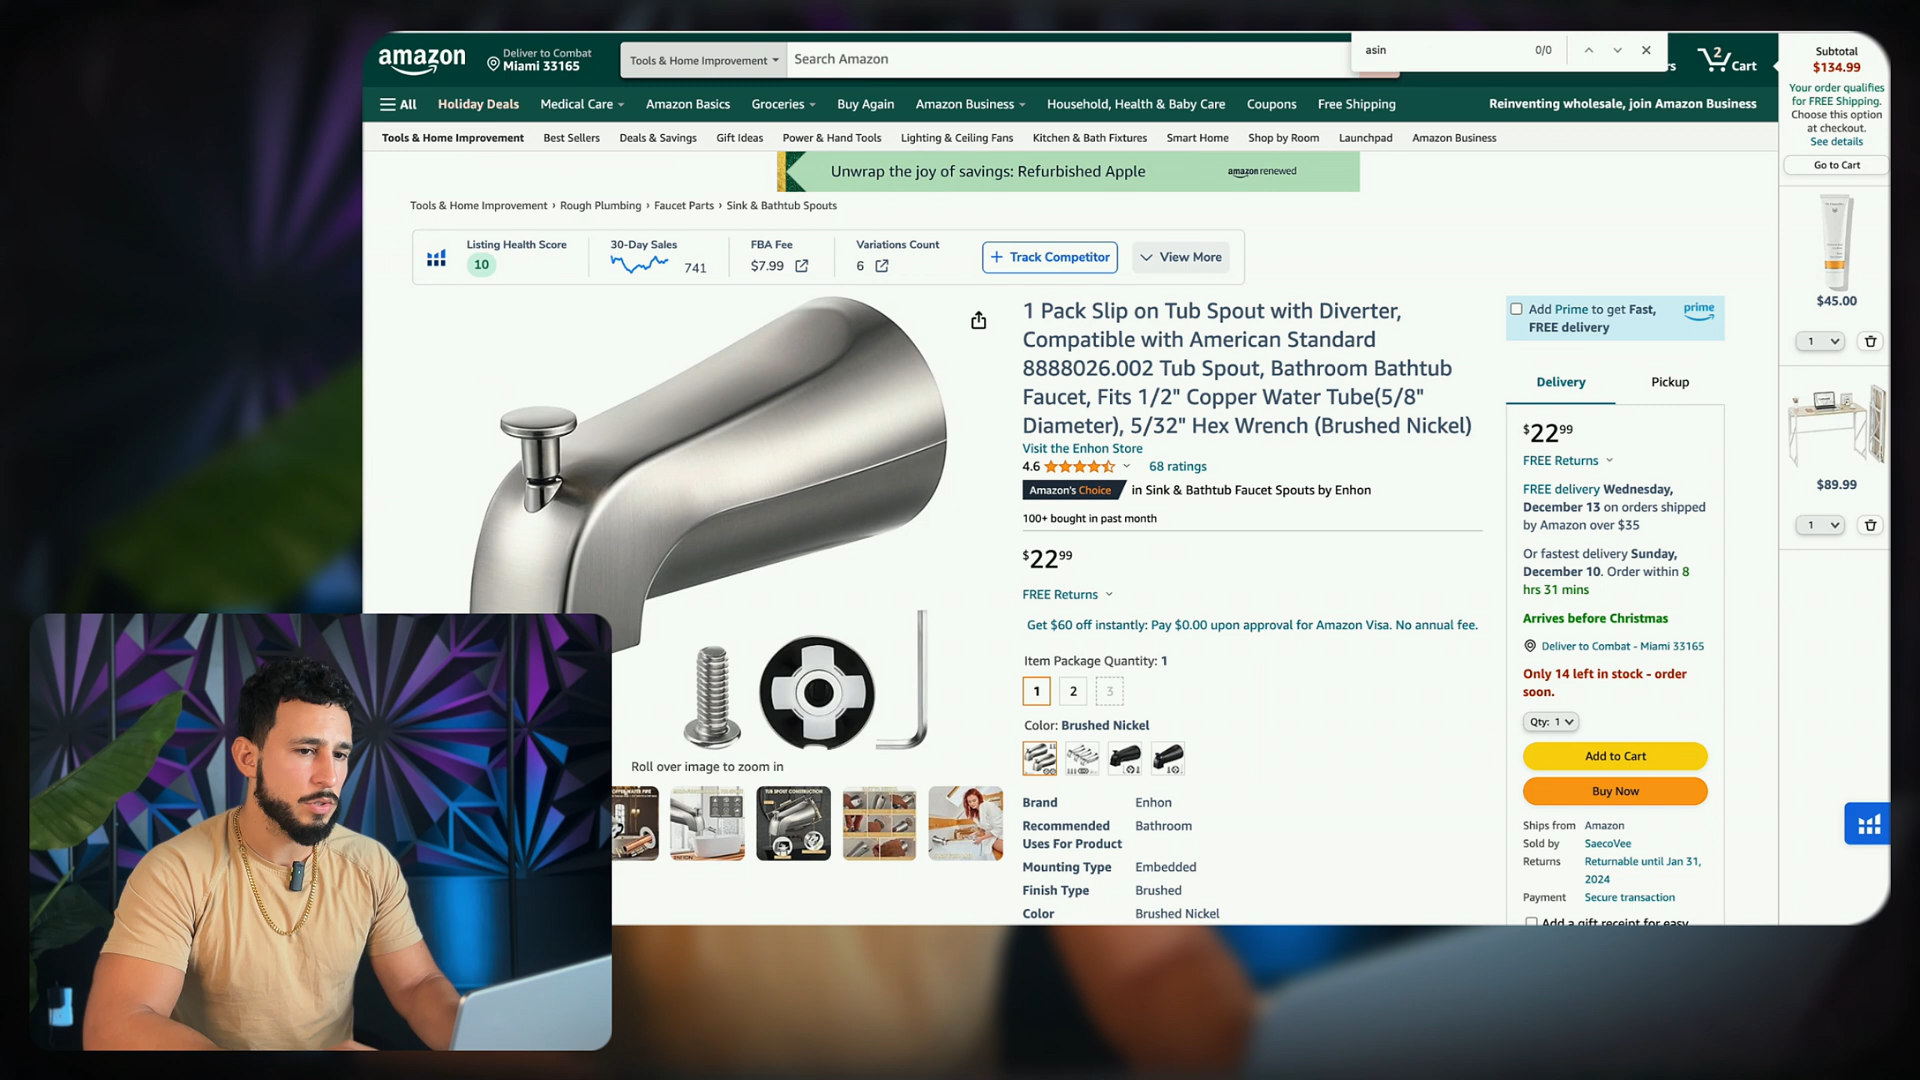 amazon
Deliver to Combat
Miami 33165
Tools & Home Improvement
Search Amazon
asin
0/0
2
Cart
All
Holiday Deals
Medical Care
Amazon Basics
Groceries
Buy Again
Amazon Business
Household, Health & Baby Care
Coupons
Free Shipping
Reinventing wholesale, join Amazon Business
Tools & Home Improvement
Best Sellers
Deals & Savings
Gift Ideas
Power & Hand Tools
Lighting & Ceiling Fans
Kitchen & Bath Fixtures
Smart Home
Shop by Room
Launchpad
Amazon Business
Unwrap the joy of savings: Refurbished Apple
amazon renewed
Tools & Home Improvement › Rough Plumbing › Faucet Parts › Sink & Bathtub Spouts
Listing Health Score
10
30-Day Sales
741
FBA Fee
$7.99
Variations Count
6
+ Track Competitor
View More
1 Pack Slip on Tub Spout with Diverter,
Compatible with American Standard
8888026.002 Tub Spout, Bathroom Bathtub
Faucet, Fits 1/2" Copper Water Tube(5/8"
Diameter), 5/32" Hex Wrench (Brushed Nickel)
Visit the Enhon Store
4.6
68 ratings
Amazon's Choice
in Sink & Bathtub Faucet Spouts by Enhon
100+ bought in past month
$22 99
FREE Returns
Get $60 off instantly: Pay $0.00 upon approval for Amazon Visa. No annual fee.
Item Package Quantity: 1
1
2
3
Color: Brushed Nickel
Brand Enhon
Recommended Bathroom
Uses For Product
Mounting Type Embedded
Finish Type Brushed
Color Brushed Nickel
Roll over image to zoom in
TUB SPOUT CONSTRUCTION
Add Prime to get Fast,
FREE delivery
prime
Delivery
Pickup
$22 99
FREE Returns
FREE delivery Wednesday,
December 13 on orders shipped
by Amazon over $35
Or fastest delivery Sunday,
December 10. Order within 8
hrs 31 mins
Arrives before Christmas
Deliver to Combat - Miami 33165
Only 14 left in stock - order
soon.
Qty: 1
Add to Cart
Buy Now
Ships from Amazon
Sold by SaecoVee
Returns Returnable until Jan 31,
2024
Payment Secure transaction
Add a gift receipt for easy
Subtotal
$134.99
Your order qualifies
for FREE Shipping.
Choose this option
at checkout.
See details
Go to Cart
$45.00
1
$89.99
1